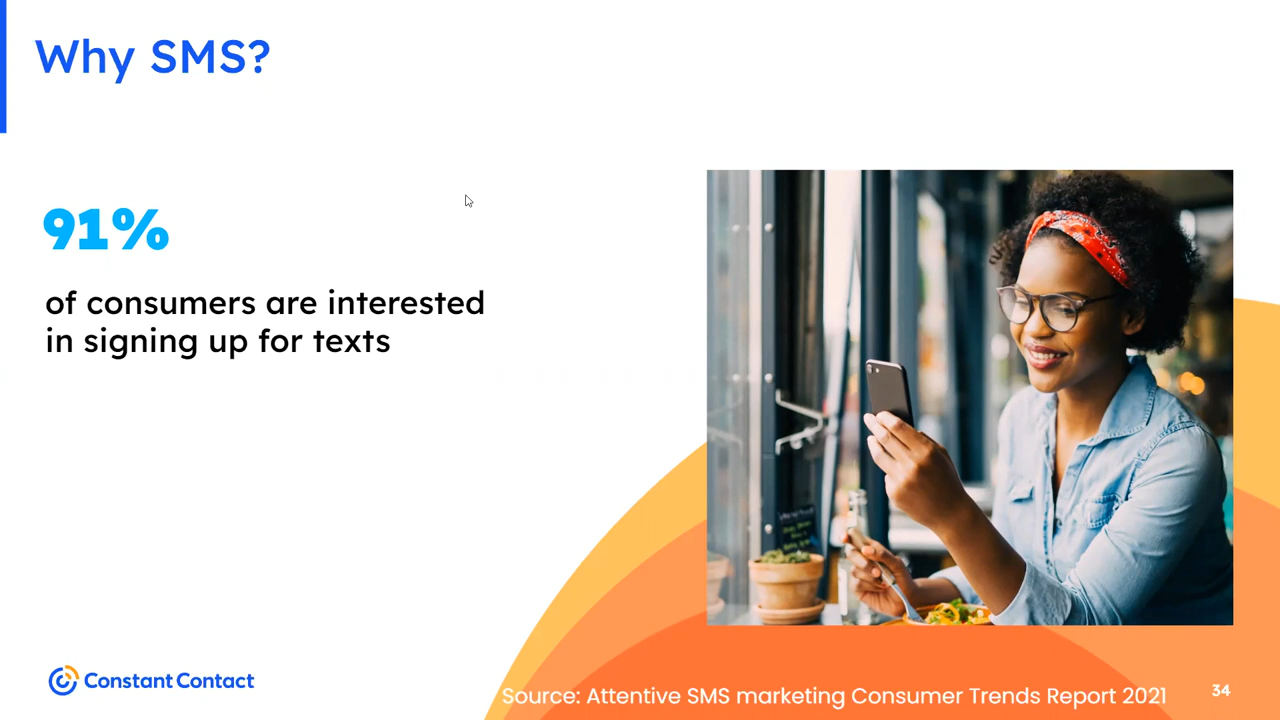 Why SMS?
91%
of consumers are interested
in signing up for texts
Constant Contact
Source: Attentive SMS marketing Consumer Trends Report 2021
34